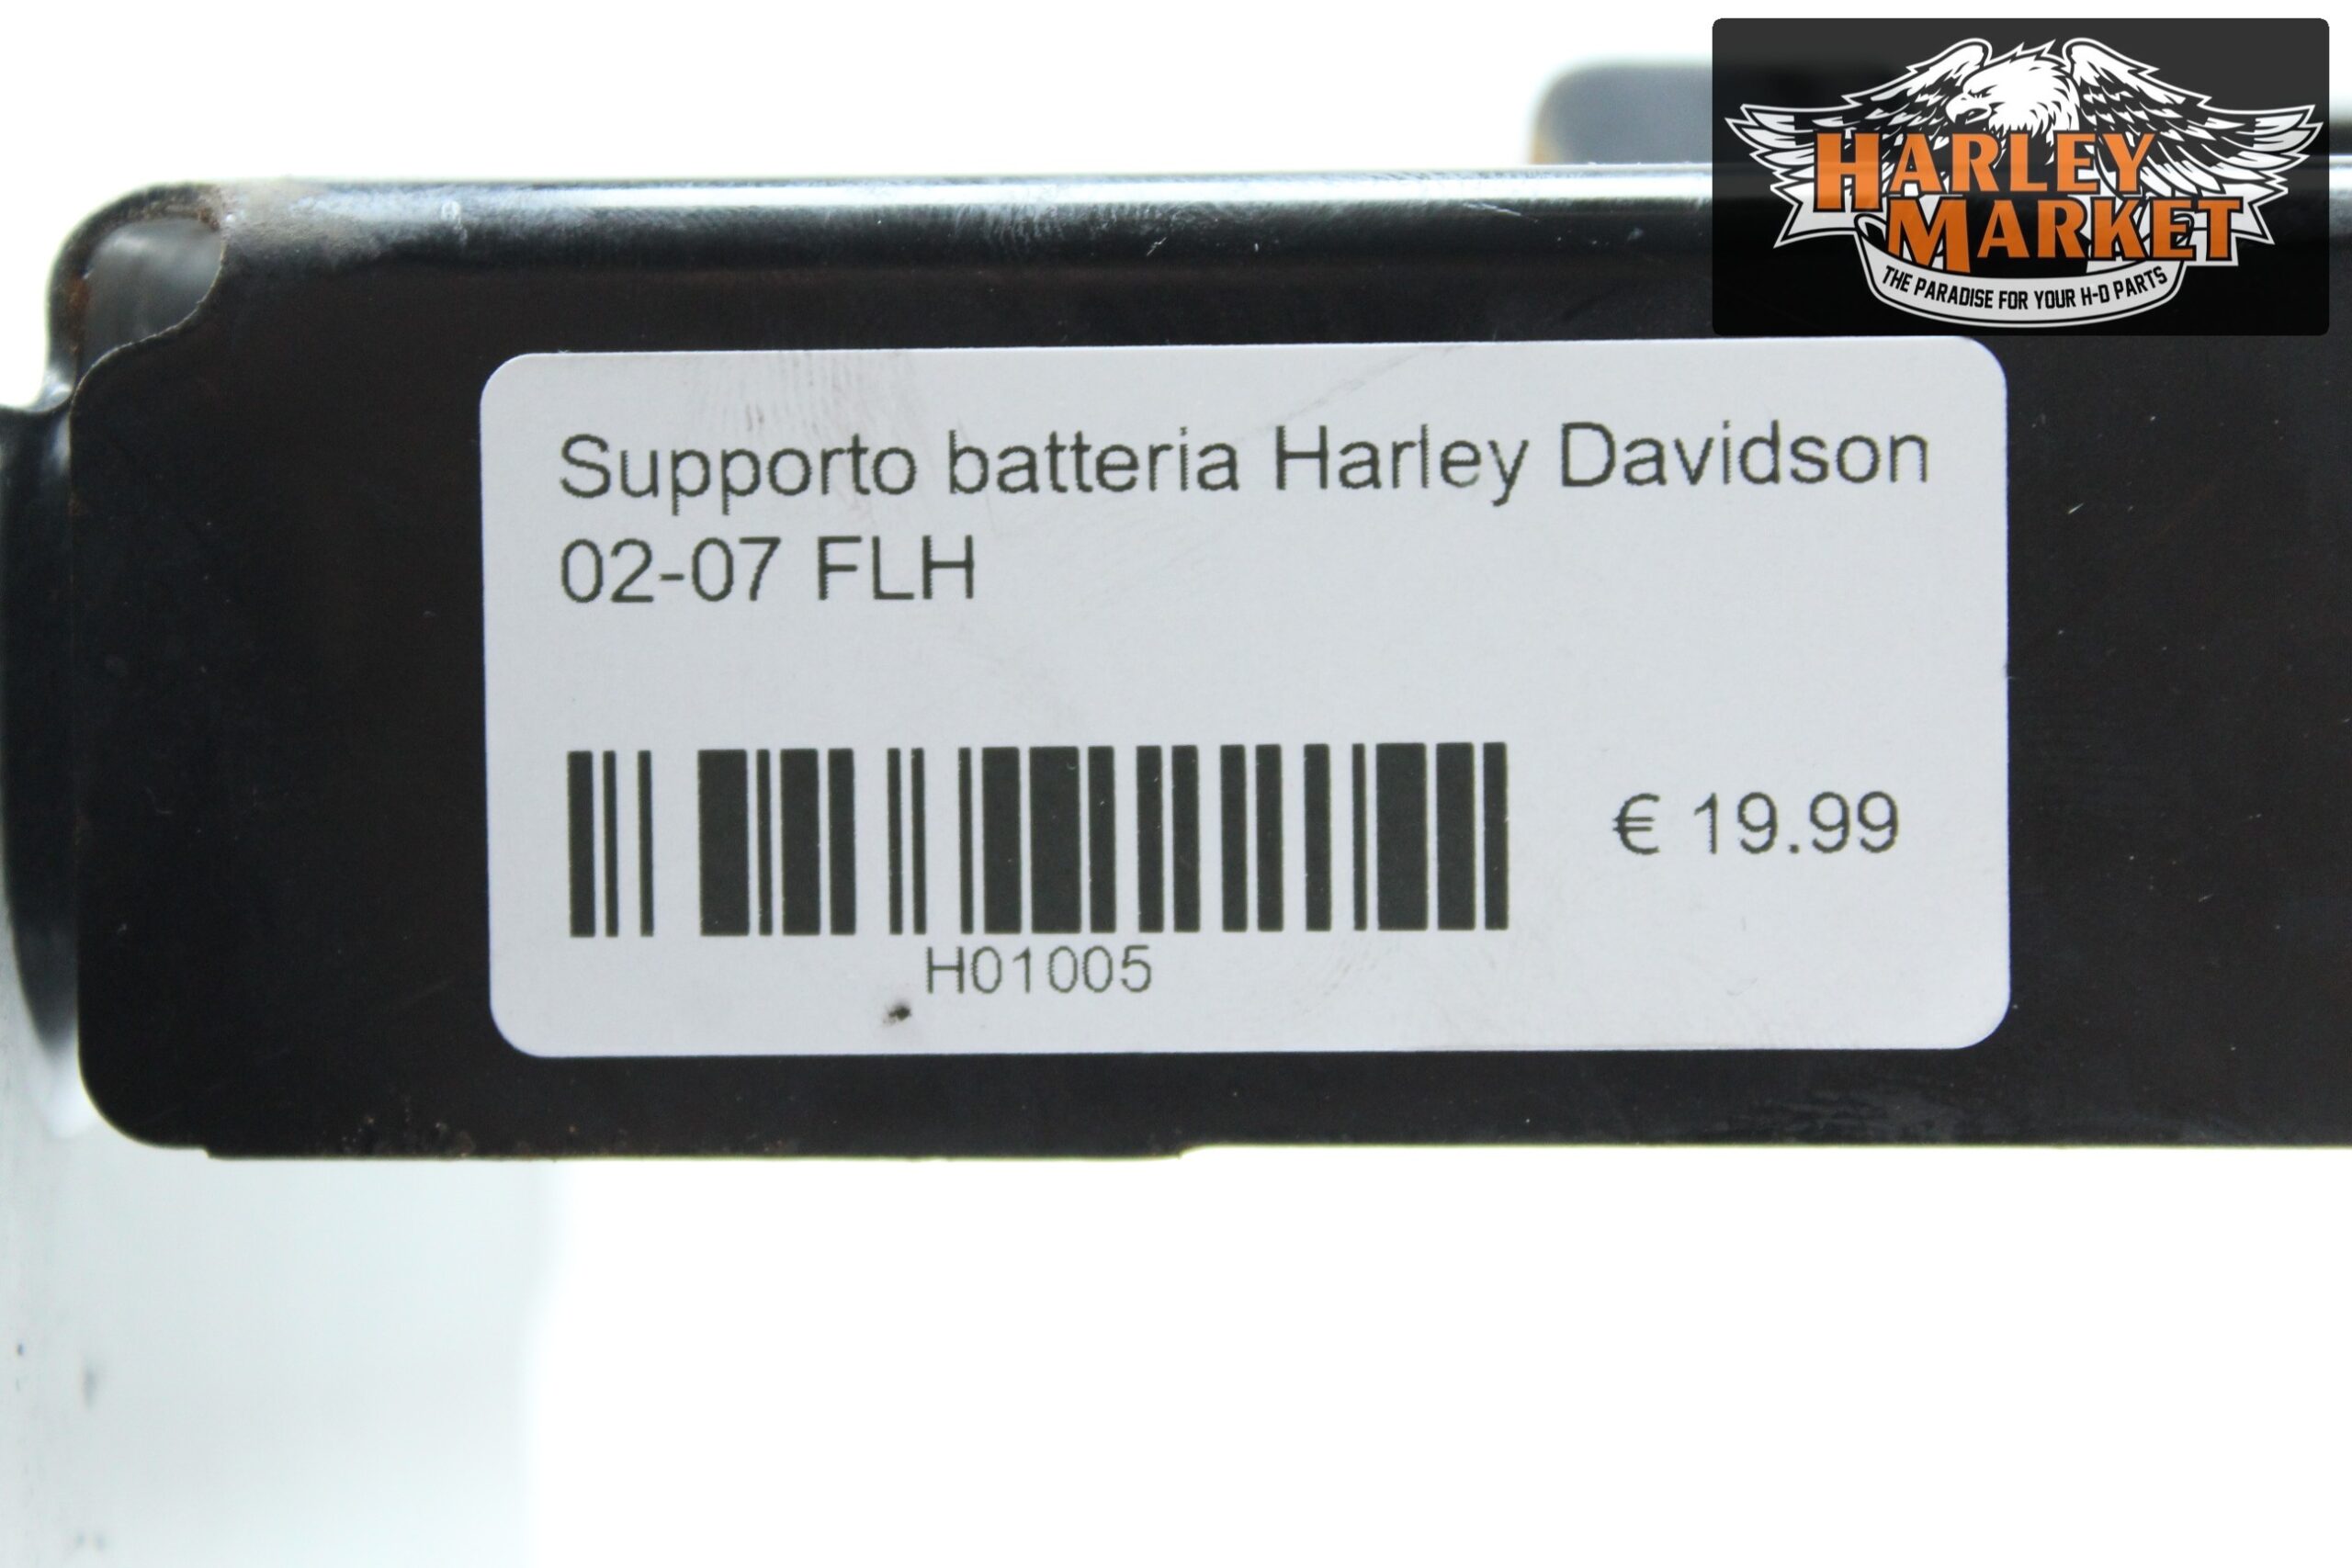 HARLEY
MARKET
THE PARADISE FOR YOUR H-D PARTS
Supporto batteria Harley Davidson
02-07 FLH
€ 19.99
H01005